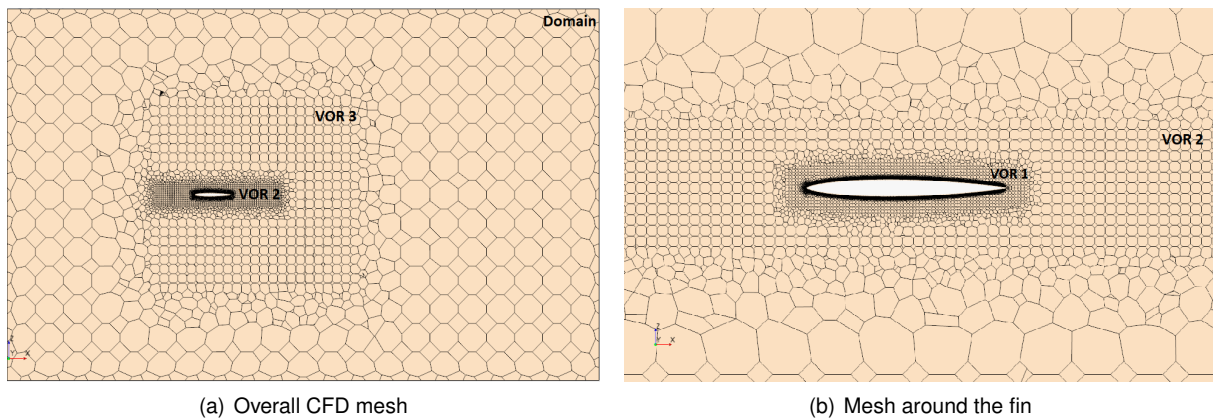 Domain
VOR 3
VOR 2
Z
Y X
(a) Overall CFD mesh
VOR 2
VOR 1
Z
Y X
(b) Mesh around the fin